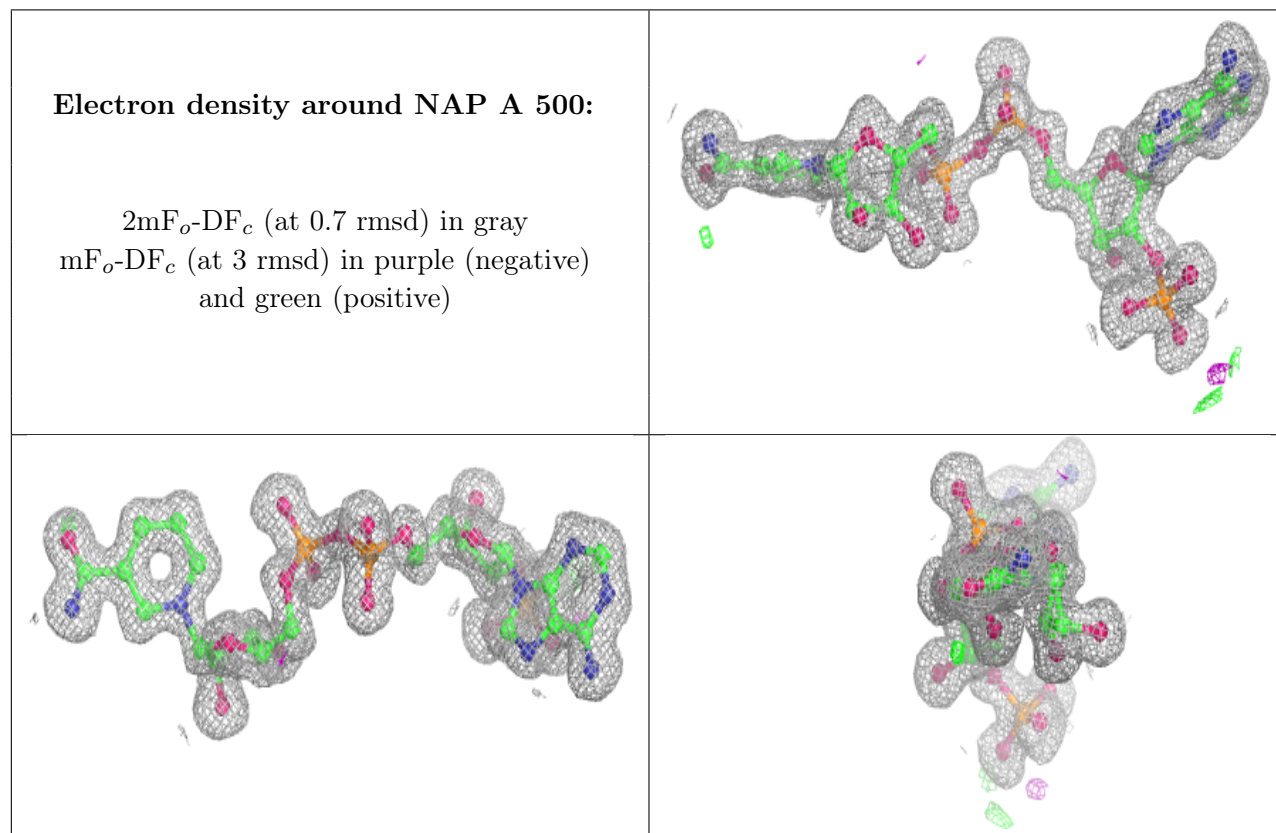 Electron density around NAP A 500:
2mFₒ-DF𝒸 (at 0.7 rmsd) in gray
mFₒ-DF𝒸 (at 3 rmsd) in purple (negative)
and green (positive)